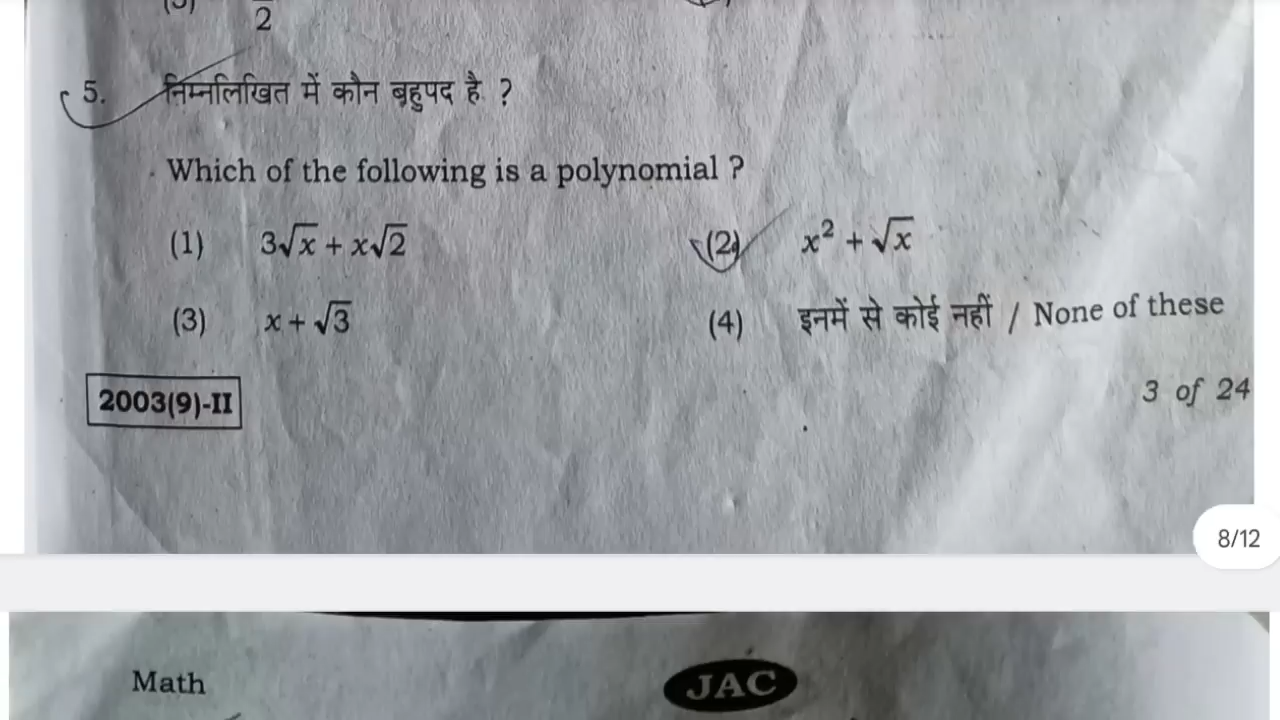 2
5. निम्नलिखित में कौन बहुपद है ?
Which of the following is a polynomial ?
(1) 3√x + x√2 (2) x² + √x
(3) x + √3 (4) इनमें से कोई नहीं / None of these
2003(9)-II 3 of 24
8/12
Math JAC